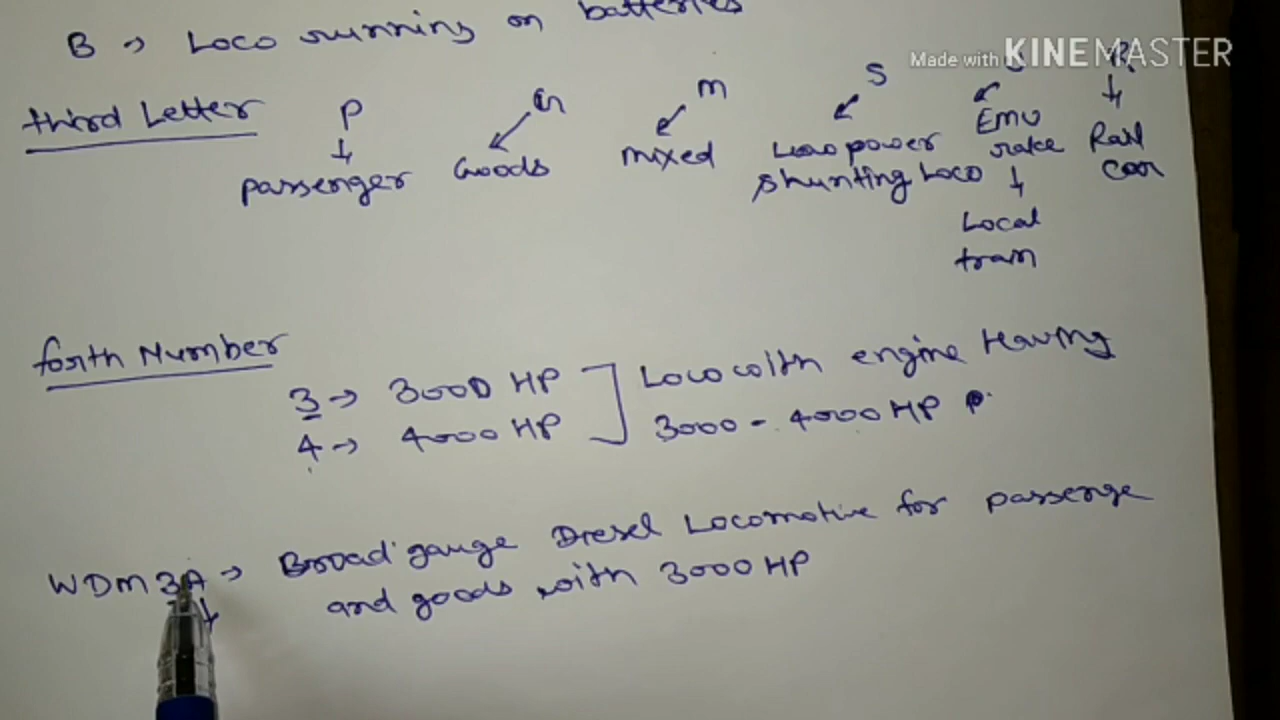 B → Loco running on batteries
Made with KINEMASTER
Third Letter
P G M S U R
↓
passenger Goods mixed Low power shunting Loco EMU rake Rail car
↓
Local train
forth Number
3 → 3000 HP
4 → 4000 HP
Loco with engine Having
3000 - 4000 HP
WDM 3A → Broad gauge Diesel Locomotive for passenge
and goods with 3000 HP